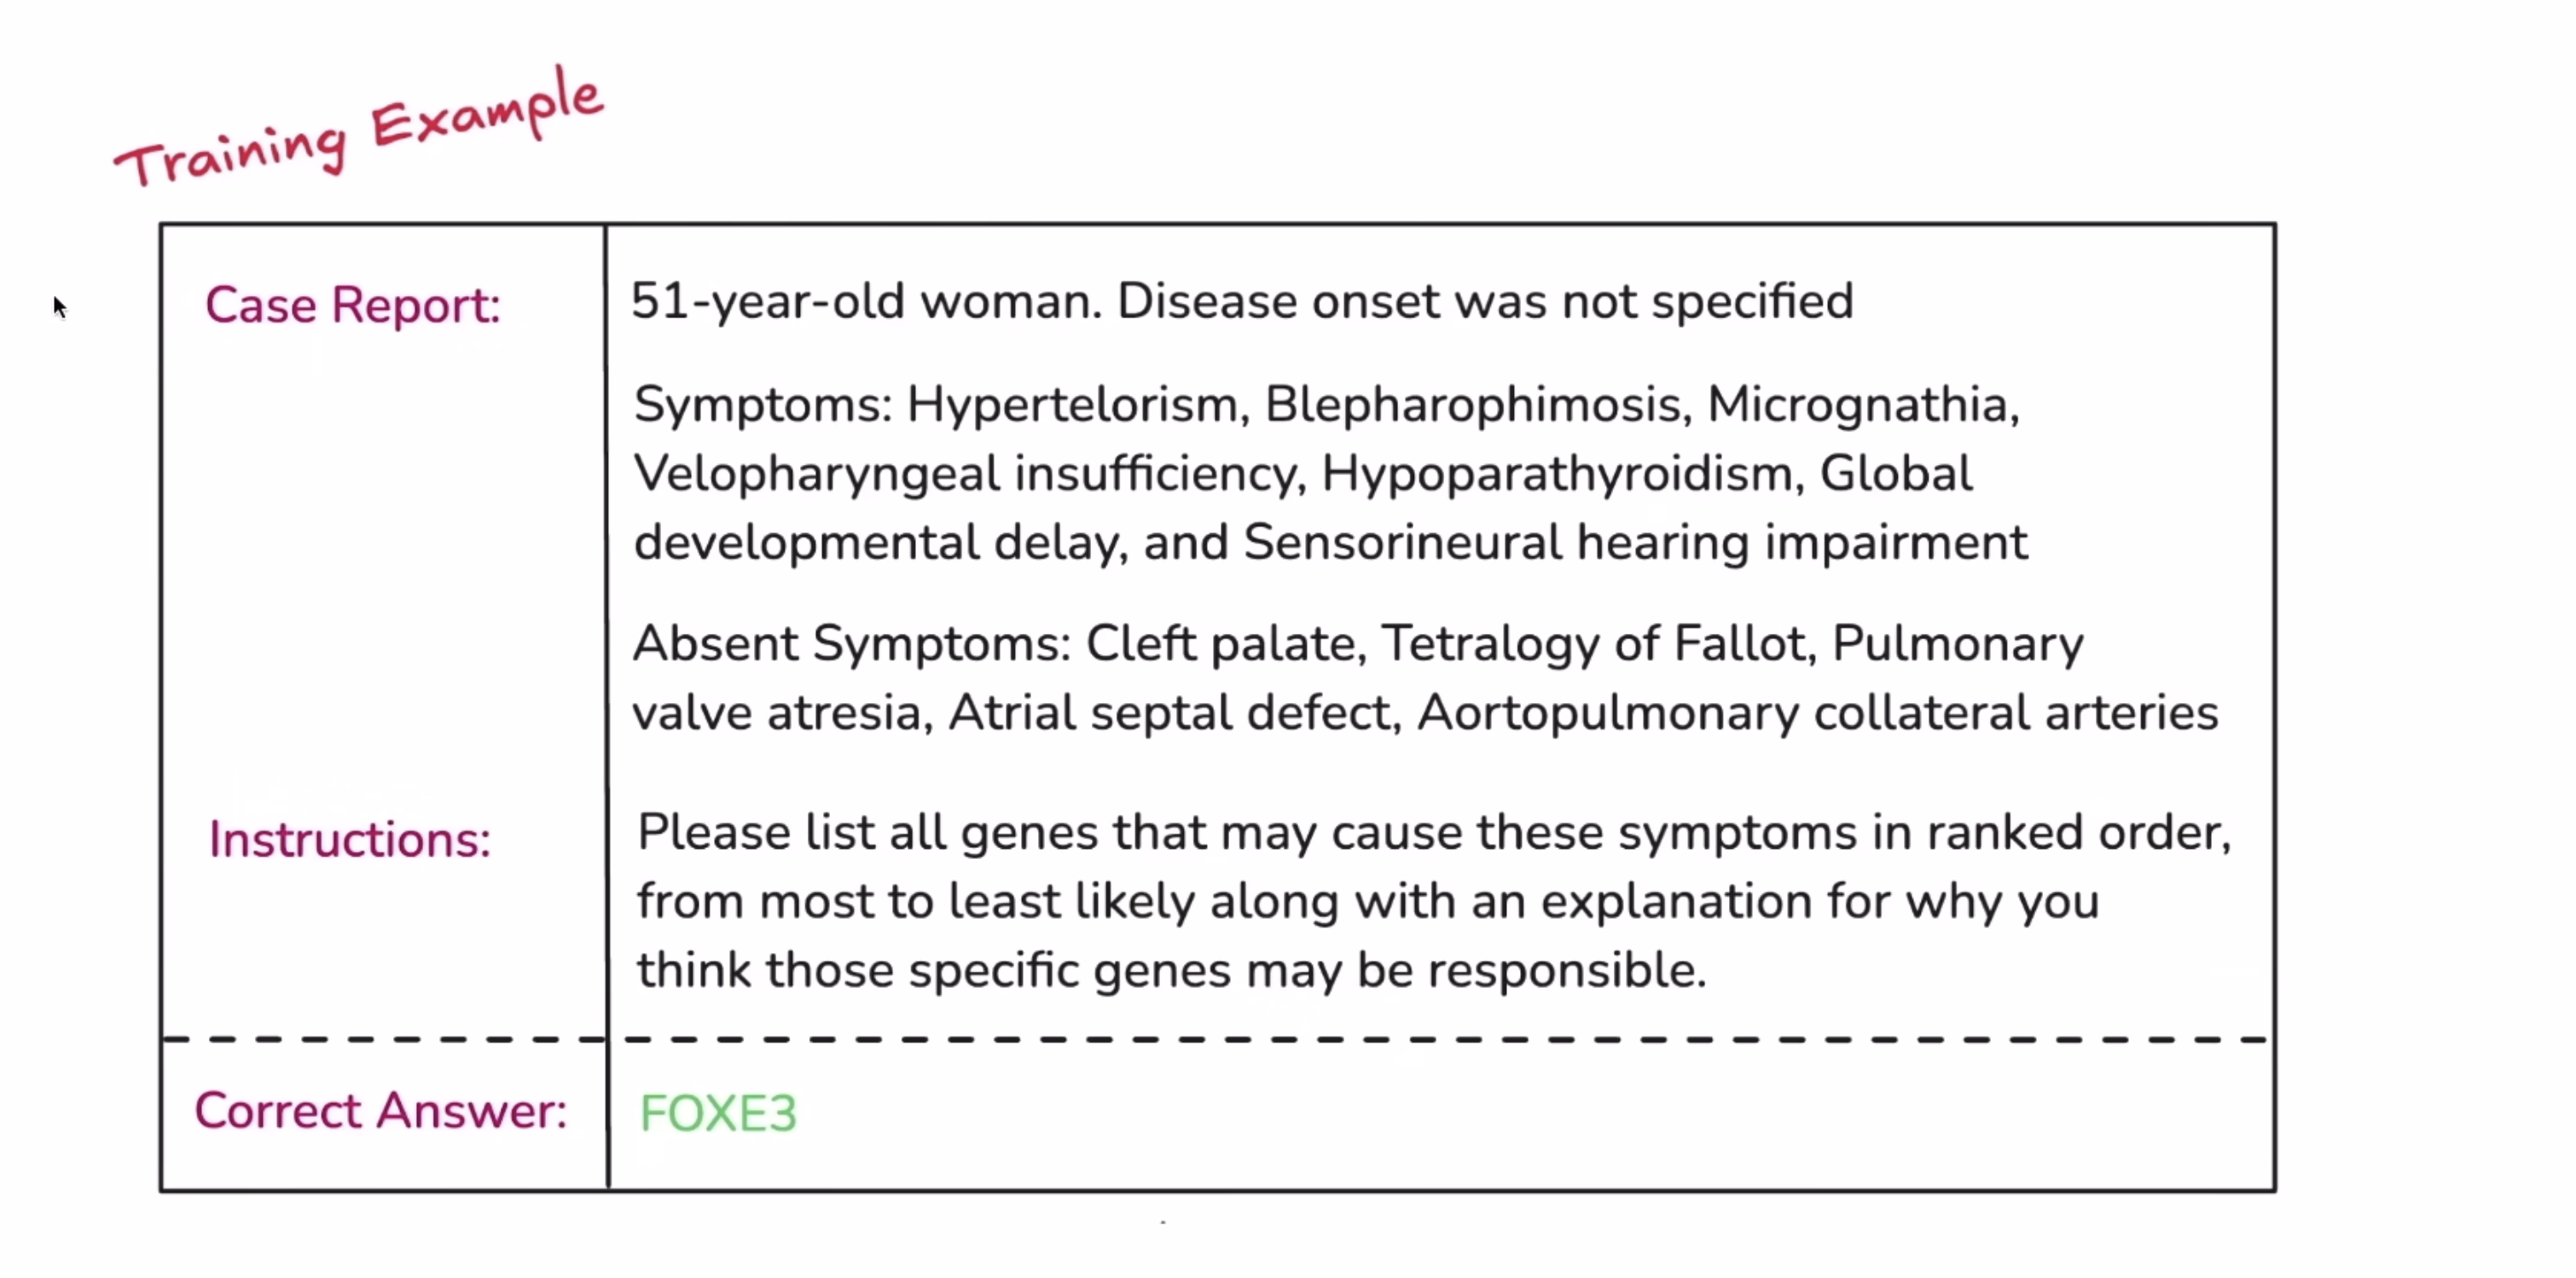 Training Example
Case Report:
51-year-old woman. Disease onset was not specified
Symptoms: Hypertelorism, Blepharophimosis, Micrognathia,
Velopharyngeal insufficiency, Hypoparathyroidism, Global
developmental delay, and Sensorineural hearing impairment
Absent Symptoms: Cleft palate, Tetralogy of Fallot, Pulmonary
valve atresia, Atrial septal defect, Aortopulmonary collateral arteries
Instructions:
Please list all genes that may cause these symptoms in ranked order,
from most to least likely along with an explanation for why you
think those specific genes may be responsible.
Correct Answer:
FOXE3